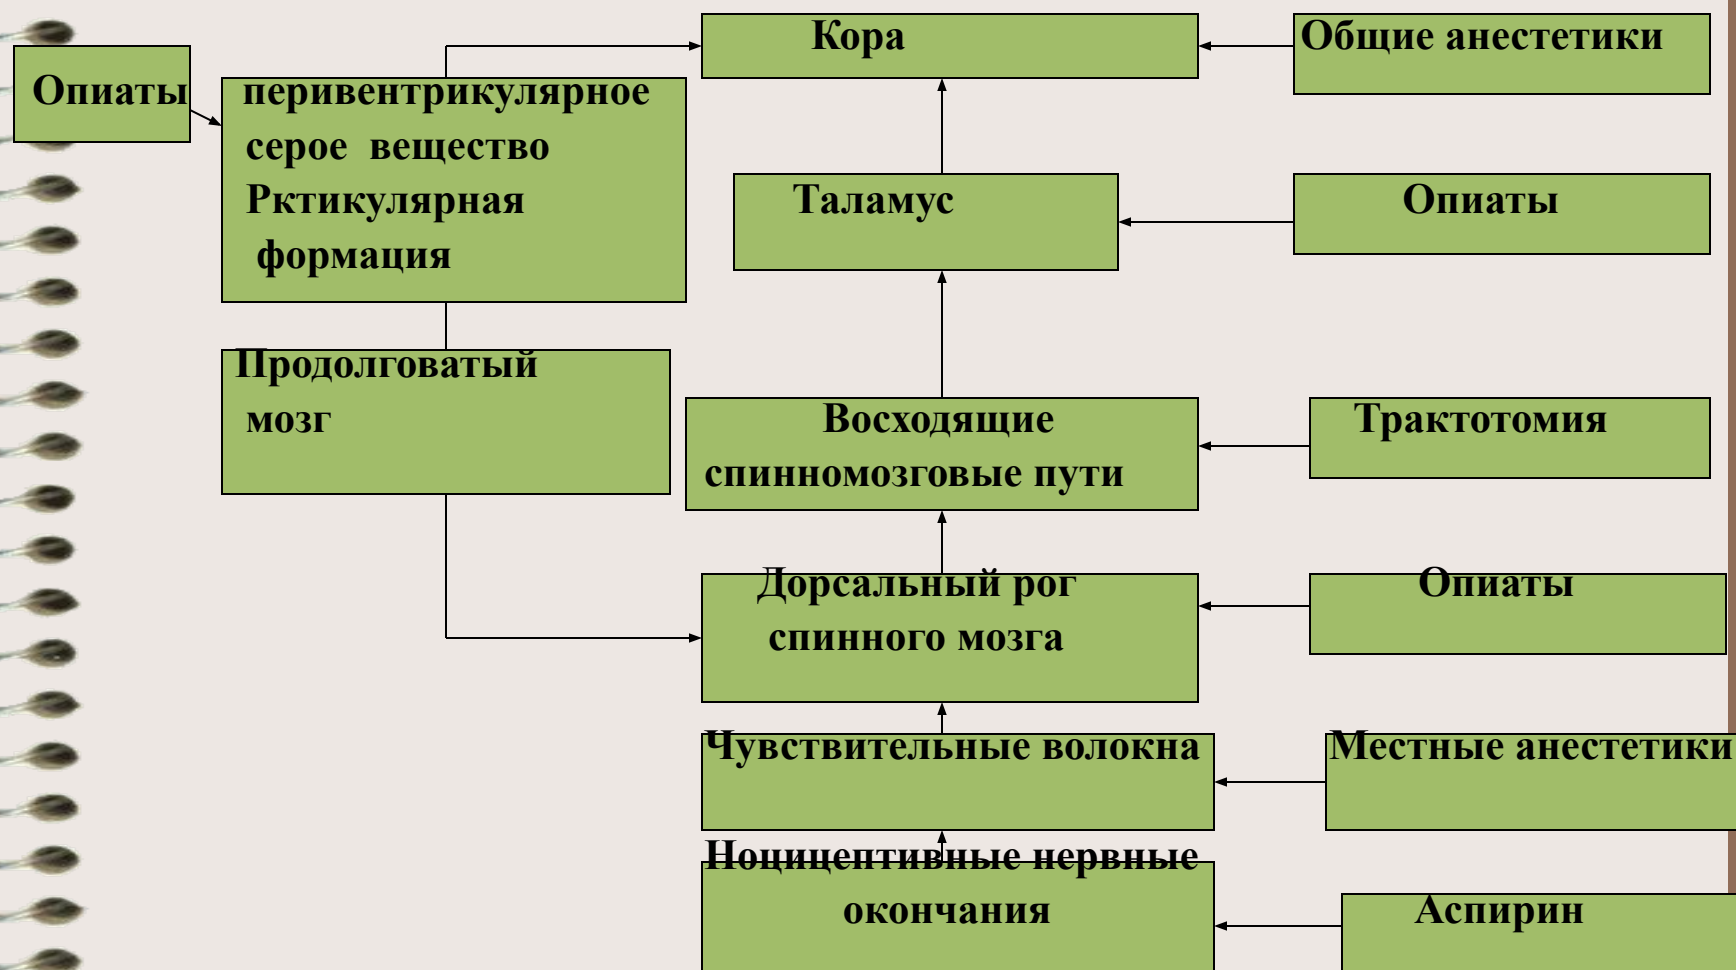 Кора
Общие анестетики
Опиаты
перивентрикулярное
серое вещество
Рктикулярная
формация
Таламус
Опиаты
Продолговатый
мозг
Восходящие
спинномозговые пути
Трактотомия
Дорсальный рог
спинного мозга
Опиаты
Чувствительные волокна
Местные анестетики
Ноцицептивные нервные
окончания
Аспирин